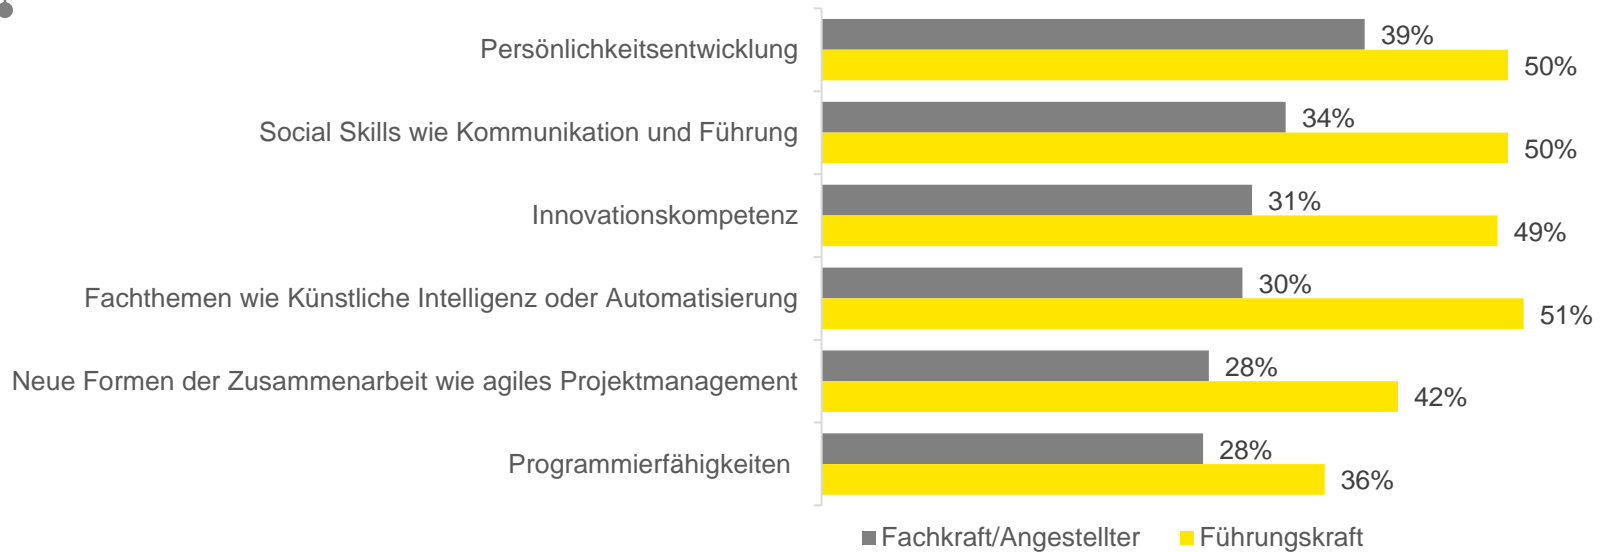 Persönlichkeitsentwicklung
39%
50%
Social Skills wie Kommunikation und Führung
34%
50%
Innovationskompetenz
31%
49%
Fachthemen wie Künstliche Intelligenz oder Automatisierung
30%
51%
Neue Formen der Zusammenarbeit wie agiles Projektmanagement
28%
42%
Programmierfähigkeiten
28%
36%
Fachkraft/Angestellter Führungskraft